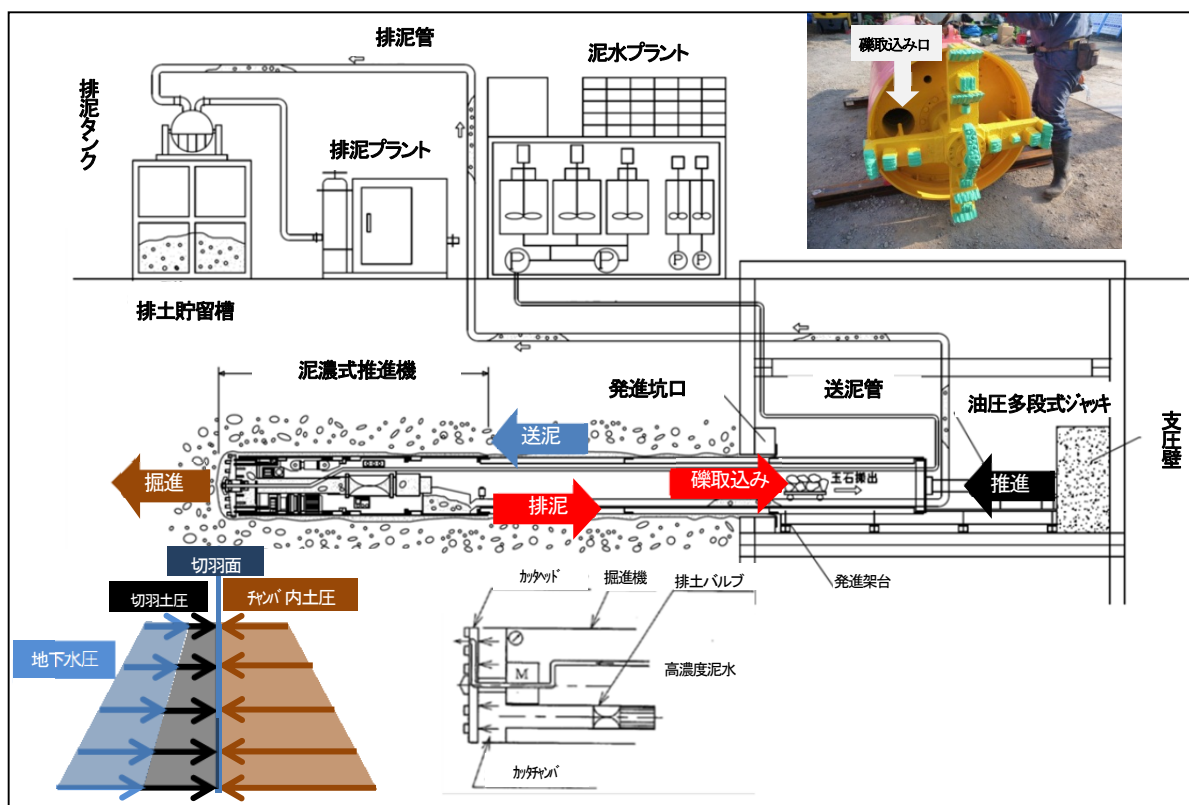 排泥管
泥水プラント
礫取込み口
排泥タンク
排泥プラント
P
P
P
P
排土貯留槽
泥濃式推進機
発進坑口
送泥管
油圧多段式ジャッキ
支圧壁
送泥
掘進
礫取込み
玉石搬出
推進
排泥
切羽面
切羽土圧
チャンバ内土圧
地下水圧
カッタヘッド
掘進機
排土バルブ
発進架台
M
高濃度泥水
カッタチャンバ